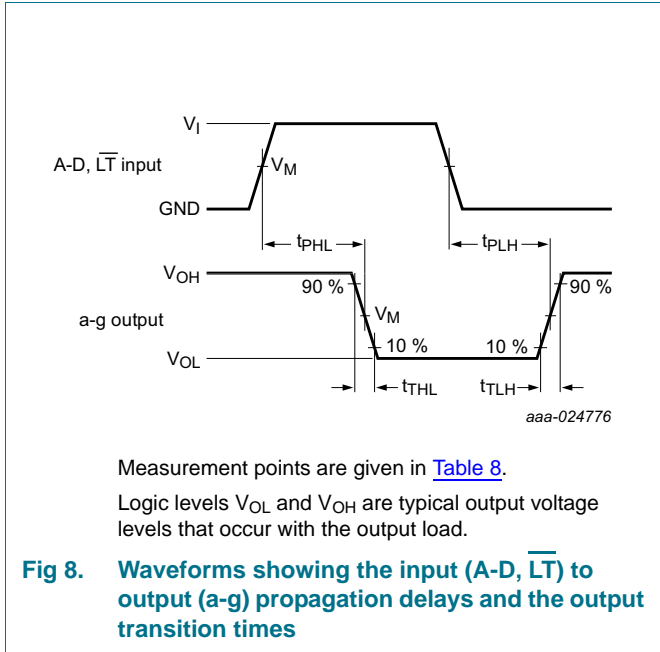 V_I
A-D, L̅T̅ input
V_M
GND
t_PHL
t_PLH
V_OH
90 %
90 %
a-g output
V_M
10 %
10 %
V_OL
t_THL
t_TLH
aaa-024776
Measurement points are given in Table 8.
Logic levels V_OL and V_OH are typical output voltage
levels that occur with the output load.
Fig 8. Waveforms showing the input (A-D, L̅T̅) to
output (a-g) propagation delays and the output
transition times